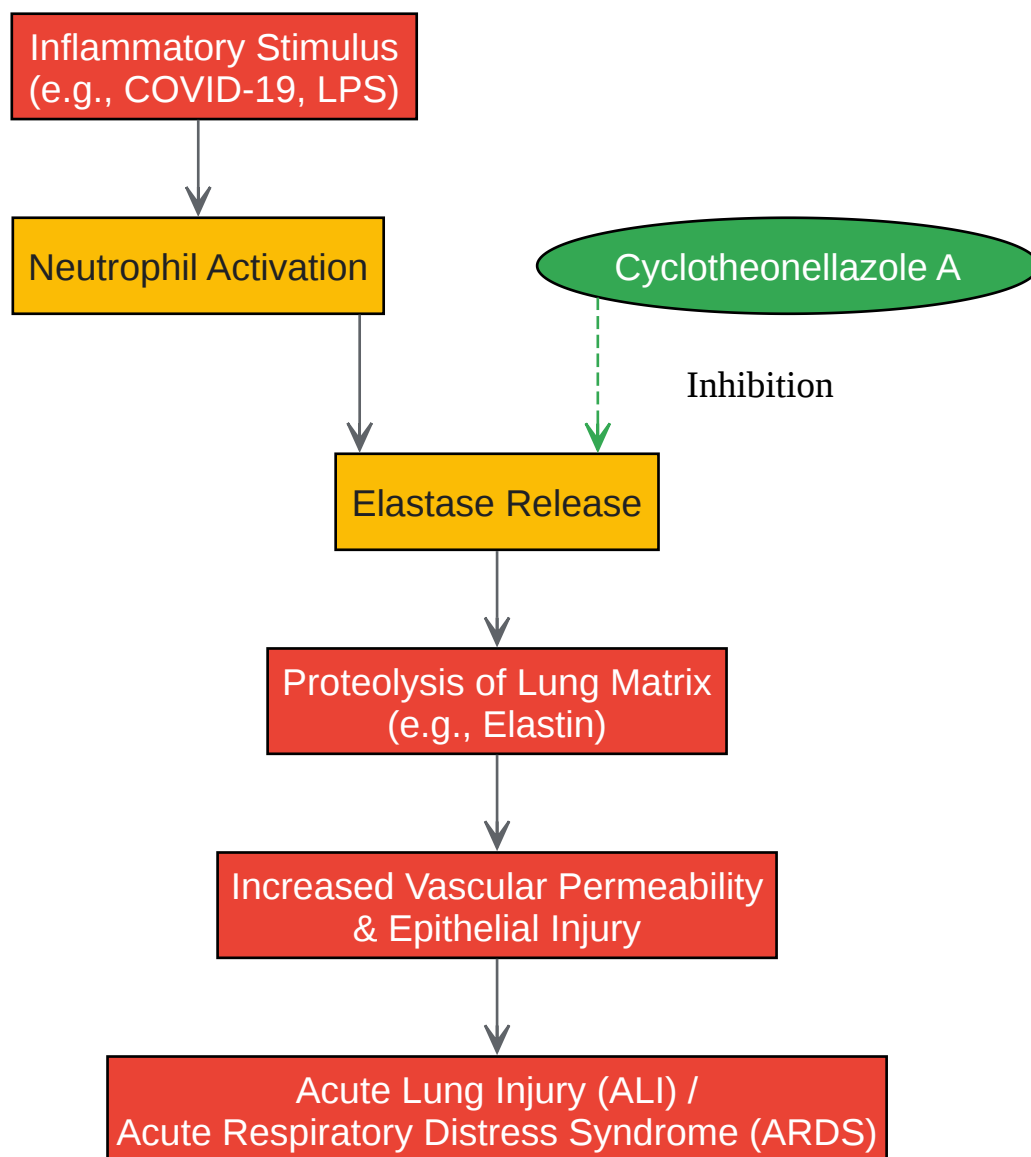 Inflammatory Stimulus
(e.g., COVID-19, LPS)
Neutrophil Activation
Cyclotheonellazole A
Inhibition
Elastase Release
Proteolysis of Lung Matrix
(e.g., Elastin)
Increased Vascular Permeability
& Epithelial Injury
Acute Lung Injury (ALI) /
Acute Respiratory Distress Syndrome (ARDS)